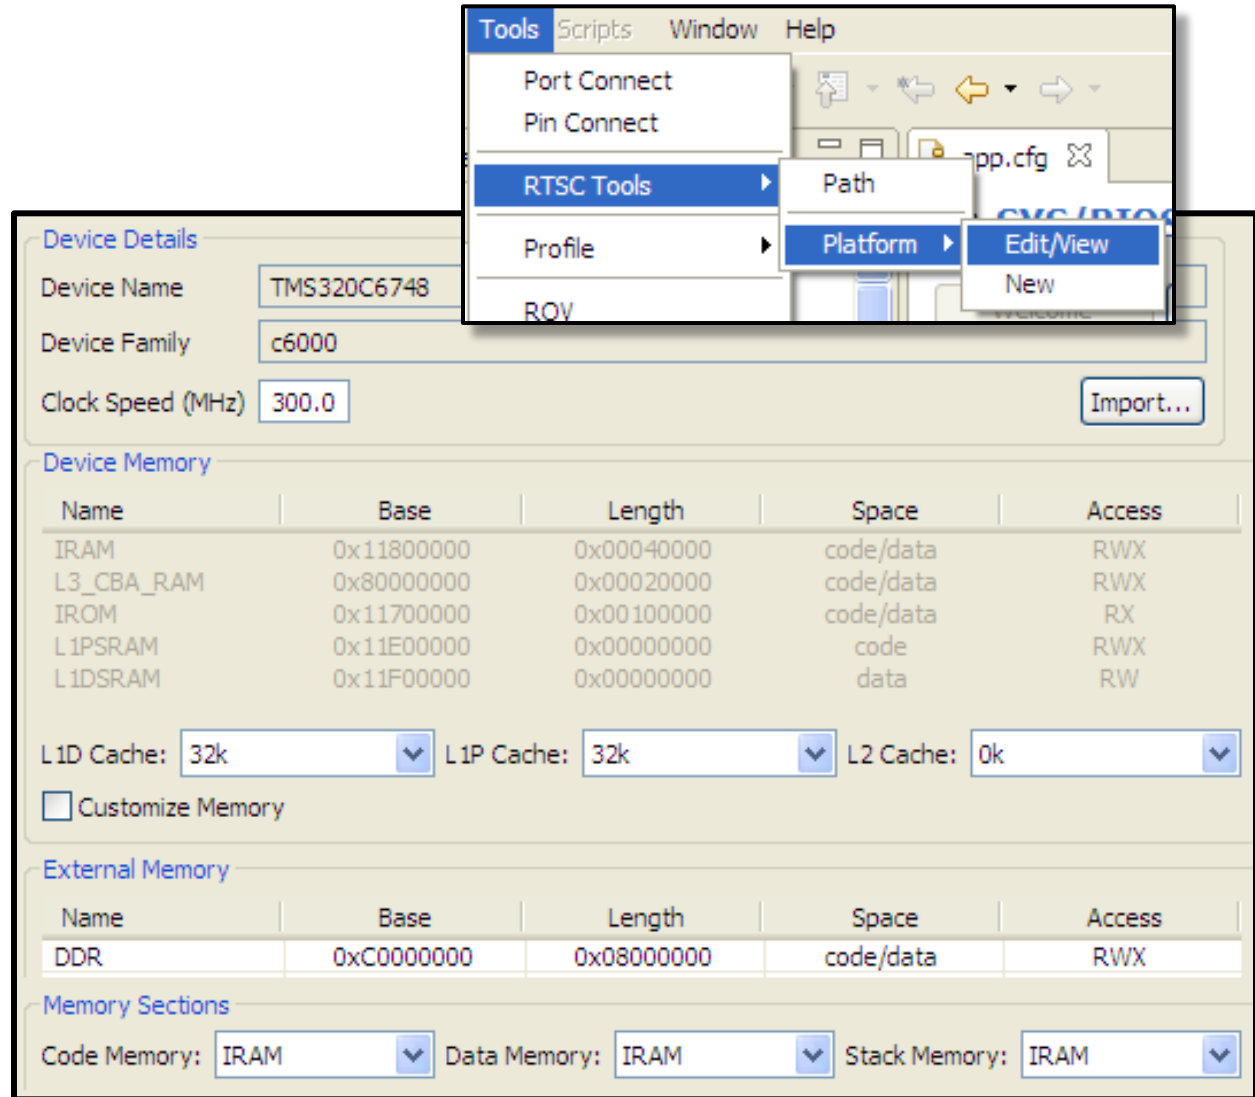 Tools Scripts Window Help
Port Connect
Pin Connect
app.cfg
RTSC Tools
Path
Profile
Platform
Edit/View
New
ROV
Welcome
Device Details
Device Name TMS320C6748
Device Family c6000
Clock Speed (MHz) 300.0 Import...
Device Memory
Name Base Length Space Access
IRAM 0x11800000 0x00040000 code/data RWX
L3_CBA_RAM 0x80000000 0x00020000 code/data RWX
IROM 0x11700000 0x00100000 code/data RX
L1PSRAM 0x11E00000 0x00000000 code RWX
L1DSRAM 0x11F00000 0x00000000 data RW
L1D Cache: 32k L1P Cache: 32k L2 Cache: 0k
Customize Memory
External Memory
Name Base Length Space Access
DDR 0xC0000000 0x08000000 code/data RWX
Memory Sections
Code Memory: IRAM Data Memory: IRAM Stack Memory: IRAM